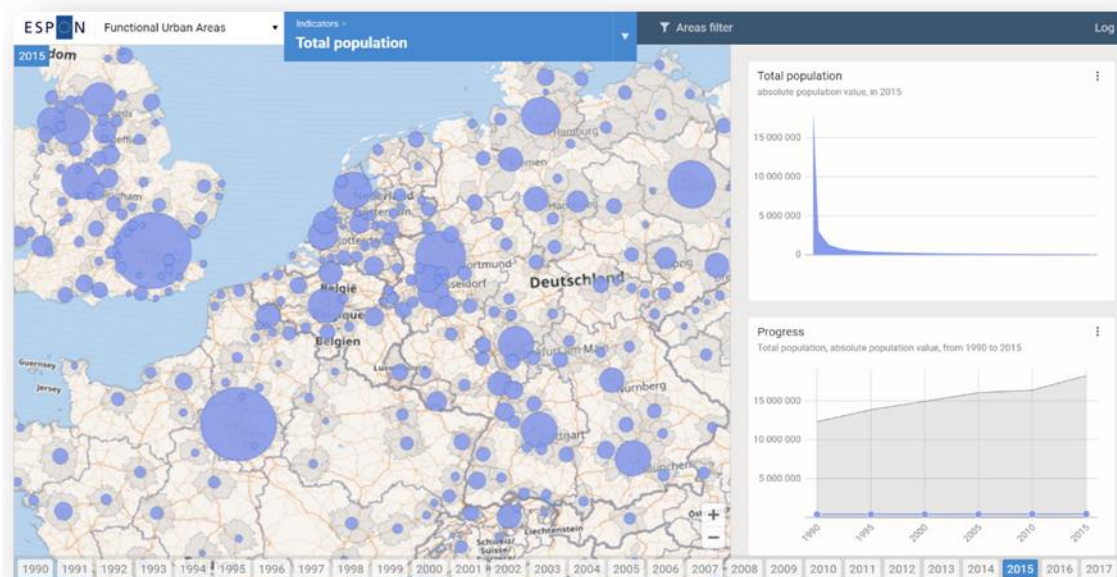 ESPON
Functional Urban Areas
Indicators
Total population
Areas filter
Log
2015
Total population
absolute population value, in 2015
15 000 000
10 000 000
5 000 000
0
Progress
Total population, absolute population value, from 1990 to 2015
15 000 000
10 000 000
5 000 000
1990
1995
2000
2005
2010
2015
Hamburg
Deutschland
België
Belgien
Guernsey
Jersey
Nürnberg
München
Liechtenstein
Schweiz/
Suisse/
+
−
1990 1991 1992 1993 1994 1995 1996 1997 1998 1999 2000 2001 2002 2003 2004 2005 2006 2007 2008 2009 2010 2011 2012 2013 2014 2015 2016 2017